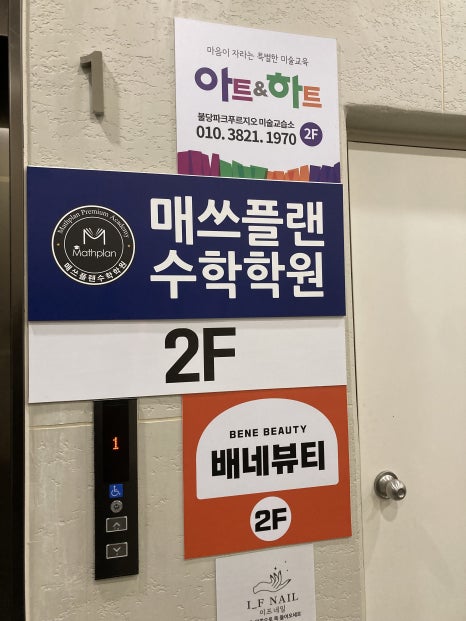 1
마음이 자라는 특별한 미술교육
아트&하트
불당파크푸르지오 미술교습소
010. 3821. 1970 2F
Mathplan Premium Academy
M
Mathplan
매쓰플랜수학학원
매쓰플랜
수학학원
2F
1
BENE BEAUTY
배네뷰티
2F
I_F NAIL
이프네일